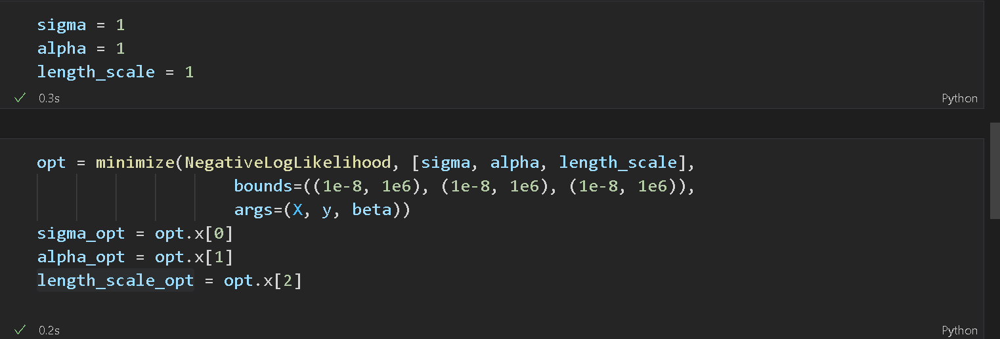 sigma = 1
alpha = 1
length_scale = 1
0.3s
Python
opt = minimize(NegativeLogLikelihood, [sigma, alpha, length_scale],
bounds=((1e-8, 1e6), (1e-8, 1e6), (1e-8, 1e6)),
args=(X, y, beta))
sigma_opt = opt.x[0]
alpha_opt = opt.x[1]
length_scale_opt = opt.x[2]
0.2s
Python